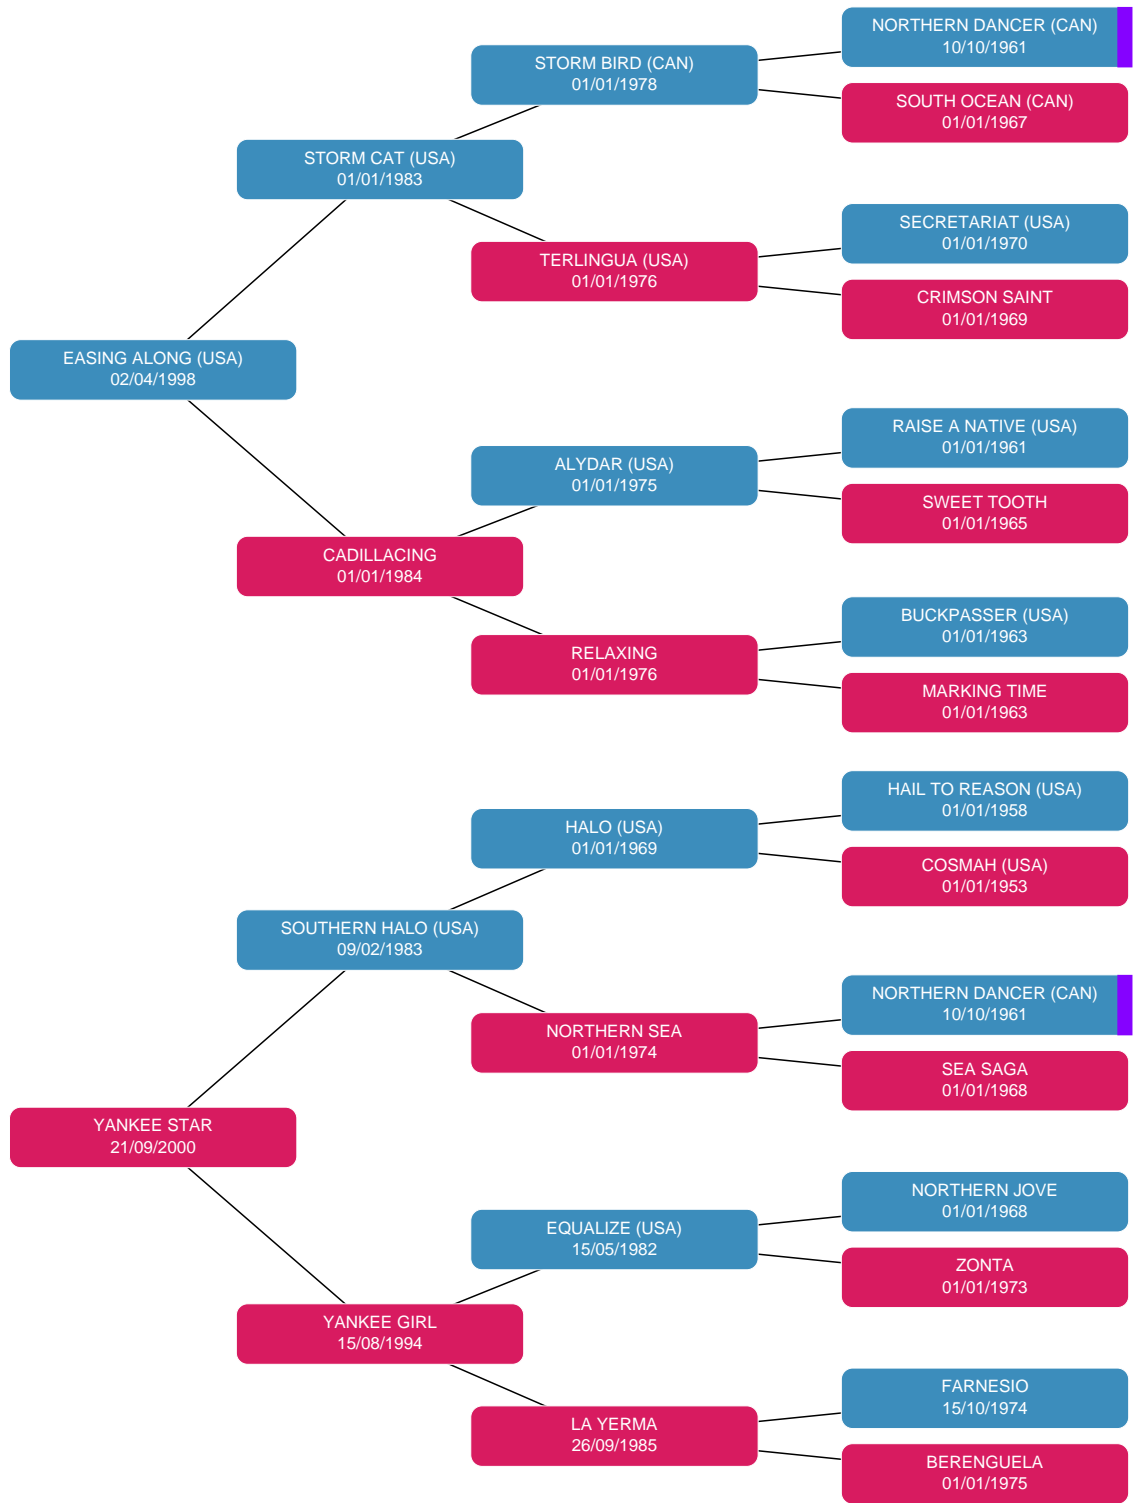 NORTHERN DANCER (CAN)
10/10/1961
STORM BIRD (CAN)
01/01/1978
SOUTH OCEAN (CAN)
01/01/1967
STORM CAT (USA)
01/01/1983
SECRETARIAT (USA)
01/01/1970
TERLINGUA (USA)
01/01/1976
CRIMSON SAINT
01/01/1969
EASING ALONG (USA)
02/04/1998
RAISE A NATIVE (USA)
01/01/1961
ALYDAR (USA)
01/01/1975
SWEET TOOTH
01/01/1965
CADILLACING
01/01/1984
BUCKPASSER (USA)
01/01/1963
RELAXING
01/01/1976
MARKING TIME
01/01/1963
HAIL TO REASON (USA)
01/01/1958
HALO (USA)
01/01/1969
COSMAH (USA)
01/01/1953
SOUTHERN HALO (USA)
09/02/1983
NORTHERN DANCER (CAN)
10/10/1961
NORTHERN SEA
01/01/1974
SEA SAGA
01/01/1968
YANKEE STAR
21/09/2000
NORTHERN JOVE
01/01/1968
EQUALIZE (USA)
15/05/1982
ZONTA
01/01/1973
YANKEE GIRL
15/08/1994
FARNESIO
15/10/1974
LA YERMA
26/09/1985
BERENGUELA
01/01/1975